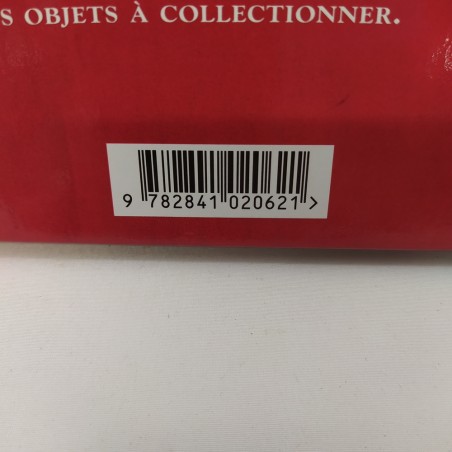 S OBJETS À COLLECTIONNER.
9 782841 020621 >